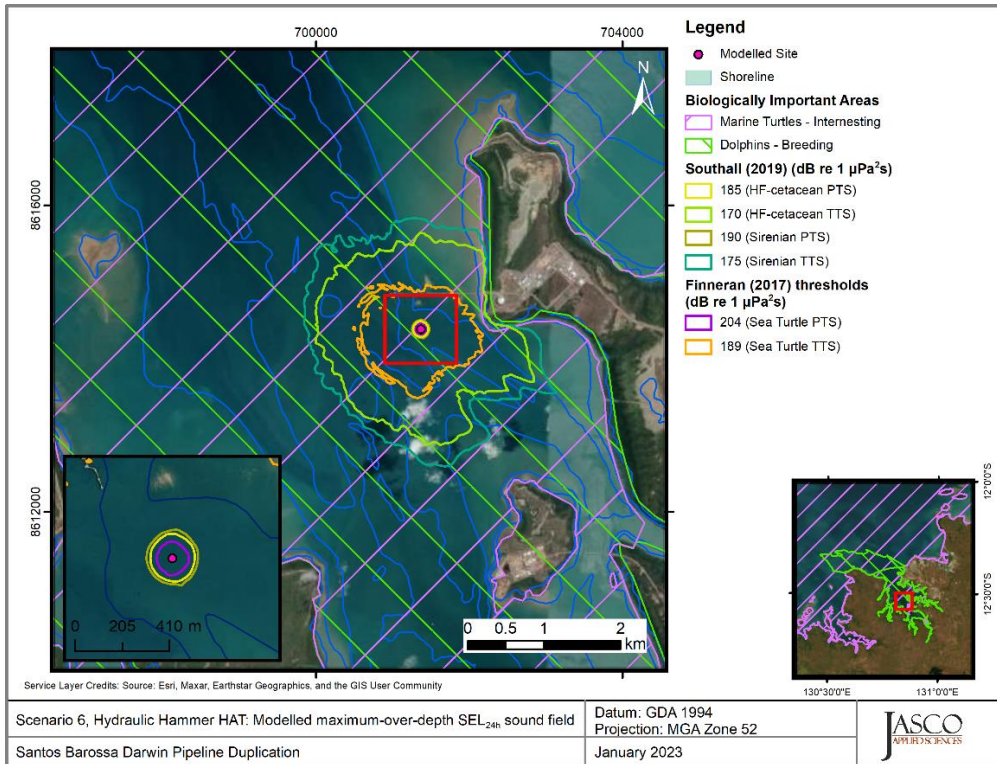 700000
704000
8616000
8612000
N
0 205 410 m
0 0.5 1 2
km
Legend
Modelled Site
Shoreline
Biologically Important Areas
Marine Turtles - Internesting
Dolphins - Breeding
Southall (2019) (dB re 1 µPa²s)
185 (HF-cetacean PTS)
170 (HF-cetacean TTS)
190 (Sirenian PTS)
175 (Sirenian TTS)
Finneran (2017) thresholds
(dB re 1 µPa²s)
204 (Sea Turtle PTS)
189 (Sea Turtle TTS)
12°0'0"S
12°30'0"S
130°30'0"E
131°0'0"E
Service Layer Credits: Source: Esri, Maxar, Earthstar Geographics, and the GIS User Community
Scenario 6, Hydraulic Hammer HAT: Modelled maximum-over-depth SEL24h sound field
Datum: GDA 1994
Projection: MGA Zone 52
Santos Barossa Darwin Pipeline Duplication
January 2023
JASCO
APPLIED SCIENCES